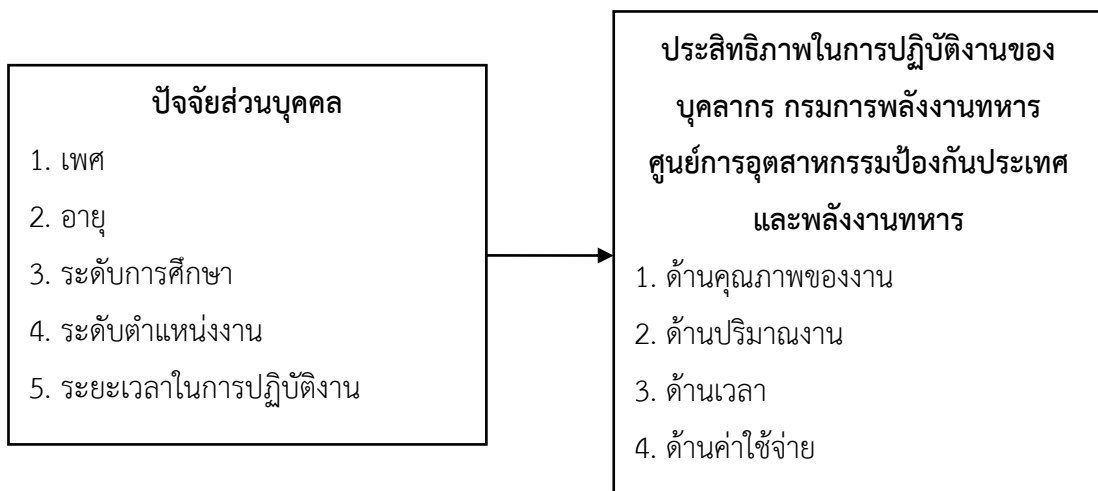 ปัจจัยส่วนบุคคล
1. เพศ
2. อายุ
3. ระดับการศึกษา
4. ระดับตำแหน่งงาน
5. ระยะเวลาในการปฏิบัติงาน
ประสิทธิภาพในการปฏิบัติงานของ
บุคลากร กรมการพลังงานทหาร
ศูนย์การอุตสาหกรรมป้องกันประเทศ
และพลังงานทหาร
1. ด้านคุณภาพของงาน
2. ด้านปริมาณงาน
3. ด้านเวลา
4. ด้านค่าใช้จ่าย